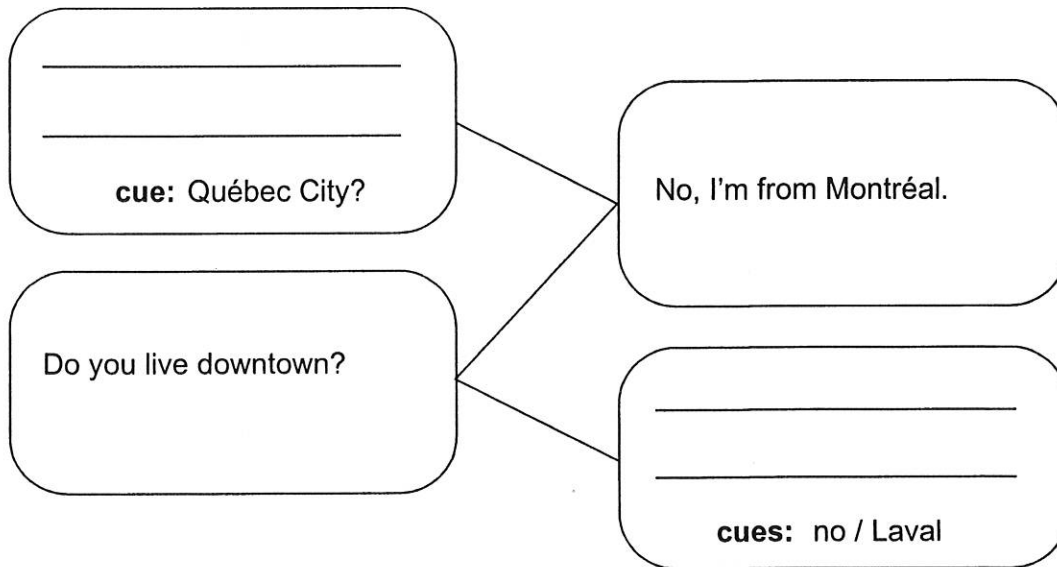 cue: Québec City?
No, I'm from Montréal.
Do you live downtown?
cues: no / Laval